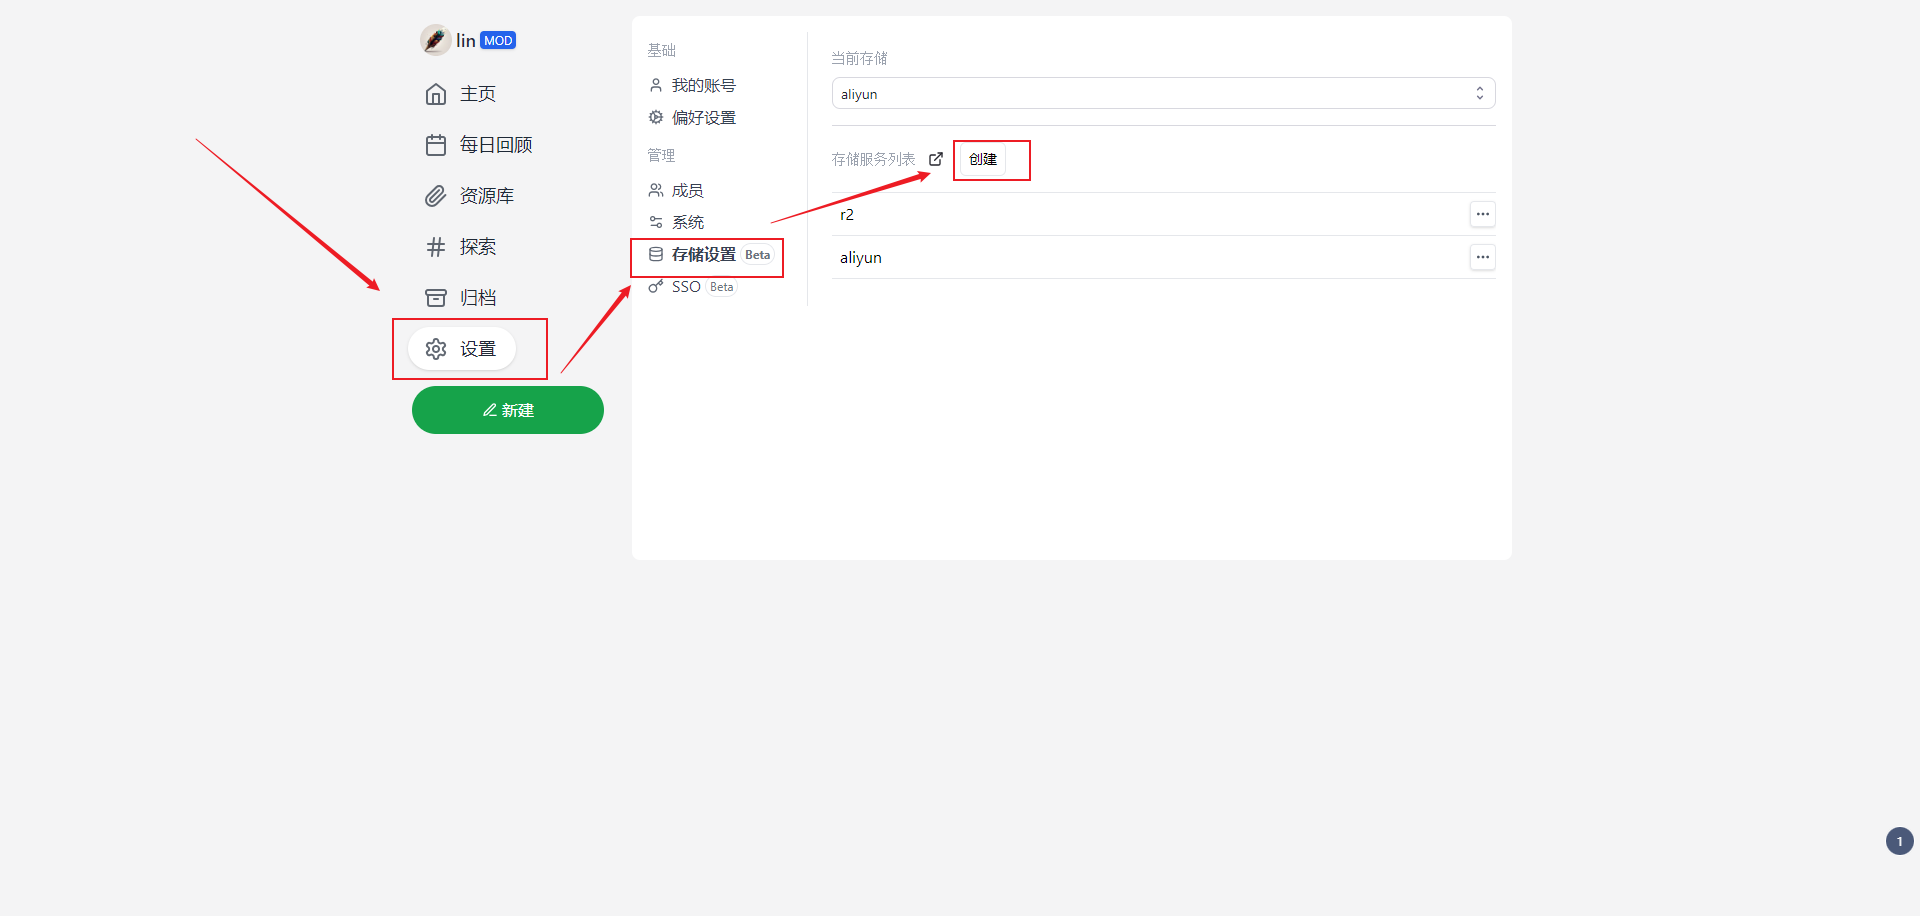 lin MOD
主页
每日回顾
资源库
探索
归档
设置
新建
基础
我的账号
偏好设置
管理
成员
系统
存储设置 Beta
SSO Beta
当前存储
aliyun
存储服务列表 创建
r2
aliyun
1